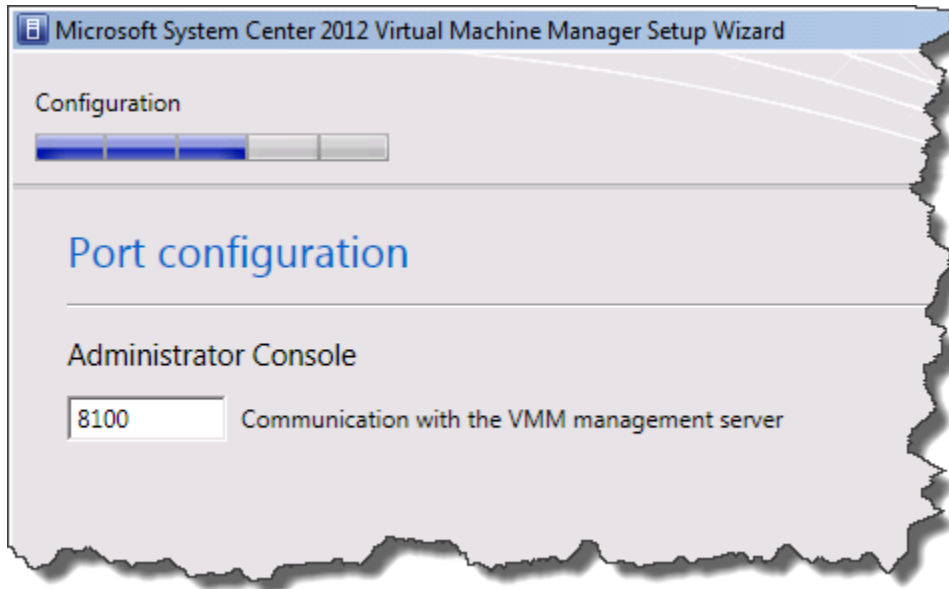 Microsoft System Center 2012 Virtual Machine Manager Setup Wizard
Configuration
Port configuration
Administrator Console
8100 Communication with the VMM management server